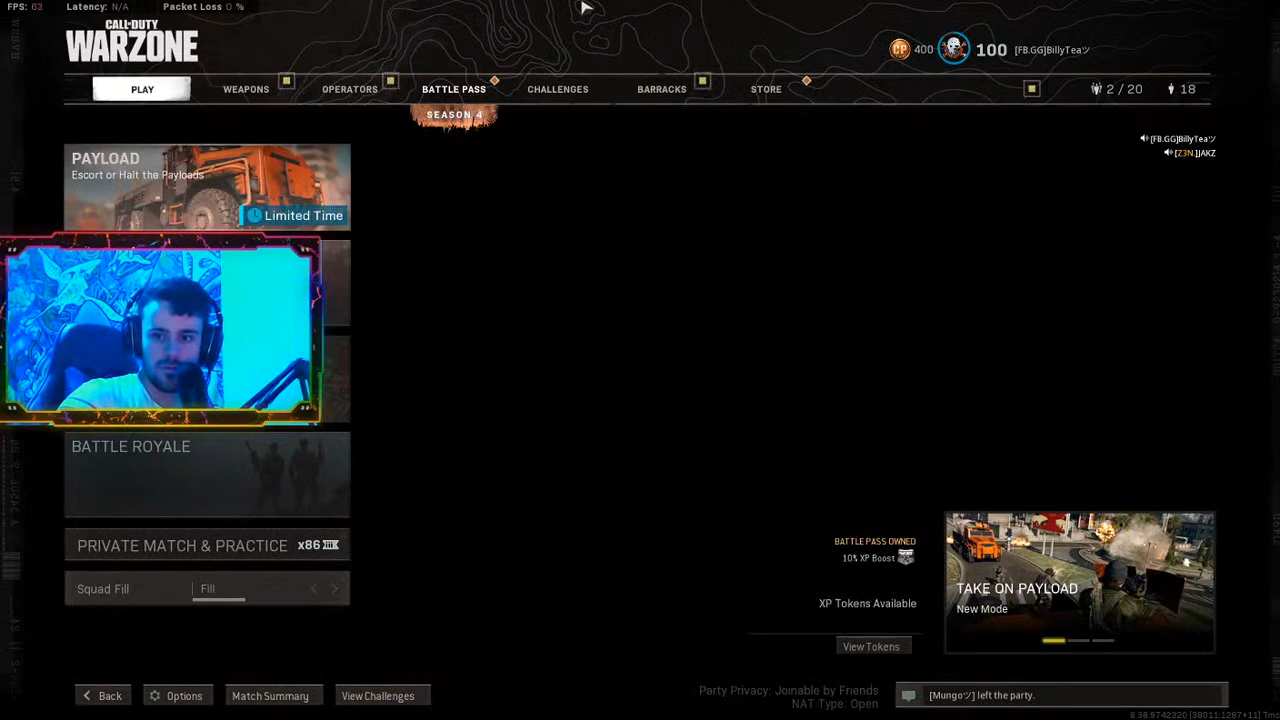 FPS: 63 Latency: N/A Packet Loss 0 %
CALL OF DUTY
WARZONE
400 100 [FB.GG]BillyTeaツ
PLAY WEAPONS OPERATORS BATTLE PASS CHALLENGES BARRACKS STORE 2 / 20 18
SEASON 4
[FB.GG]BillyTeaツ
[Z3N.]JAKZ
PAYLOAD
Escort or Halt the Payloads
Limited Time
BATTLE ROYALE
PRIVATE MATCH & PRACTICE x86
Squad Fill Fill
BATTLE PASS OWNED
10% XP Boost
XP Tokens Available
View Tokens
TAKE ON PAYLOAD
New Mode
Back Options Match Summary View Challenges
Party Privacy: Joinable by Friends
NAT Type: Open
[Mungoツ] left the party.